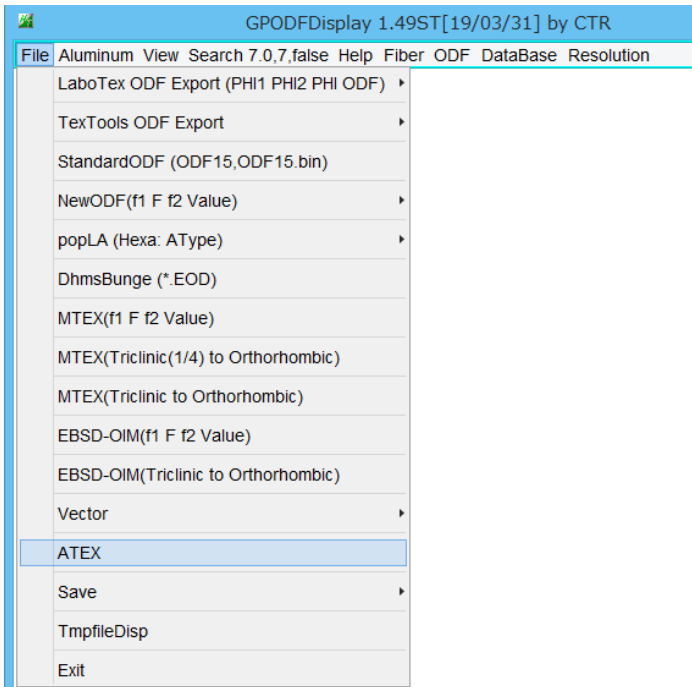 GPODFDisplay 1.49ST[19/03/31] by CTR
File Aluminum View Search 7.0,7,false Help Fiber ODF DataBase Resolution
LaboTex ODF Export (PHI1 PHI2 PHI ODF)
TexTools ODF Export
StandardODF (ODF15,ODF15.bin)
NewODF(f1 F f2 Value)
popLA (Hexa: AType)
DhmsBunge (*.EOD)
MTEX(f1 F f2 Value)
MTEX(Triclinic(1/4) to Orthorhombic)
MTEX(Triclinic to Orthorhombic)
EBSD-OIM(f1 F f2 Value)
EBSD-OIM(Triclinic to Orthorhombic)
Vector
ATEX
Save
TmpfileDisp
Exit